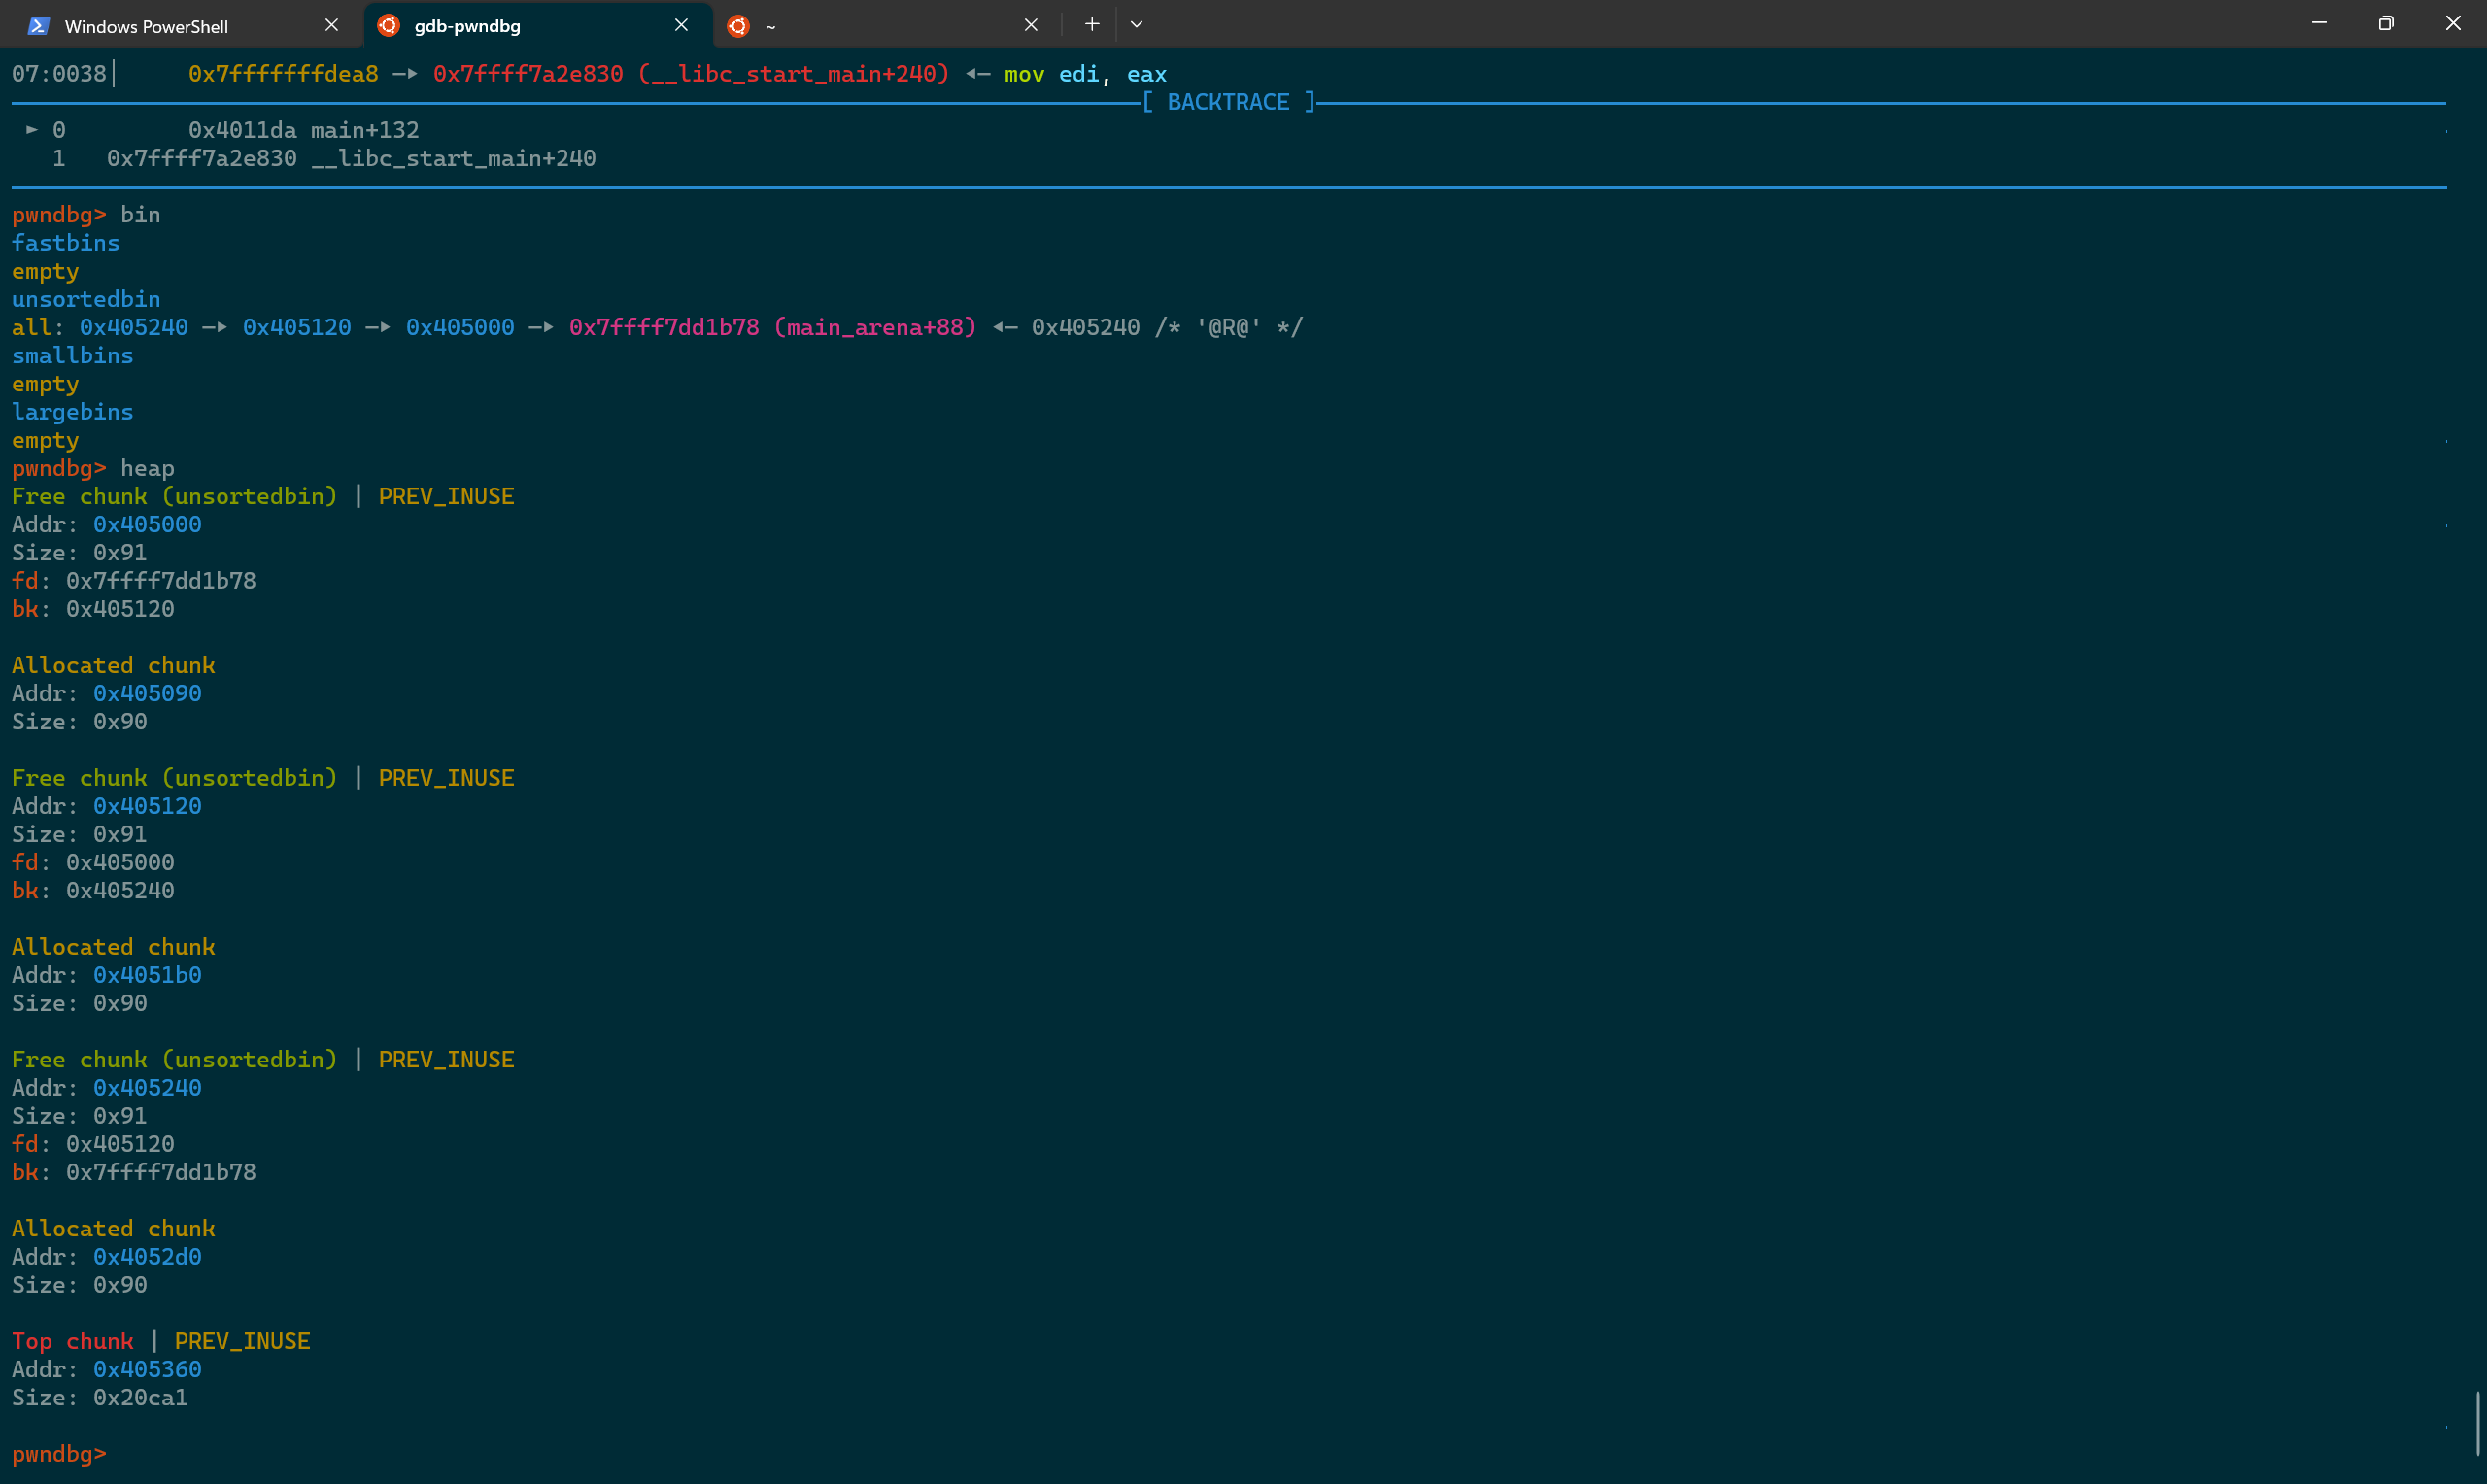 Windows PowerShell
gdb-pwndbg
~
07:0038│ 0x7fffffffdea8 —▸ 0x7ffff7a2e830 (__libc_start_main+240) ◂— mov edi, eax
[ BACKTRACE ]
► 0 0x4011da main+132
1 0x7ffff7a2e830 __libc_start_main+240
pwndbg> bin
fastbins
empty
unsortedbin
all: 0x405240 —▸ 0x405120 —▸ 0x405000 —▸ 0x7ffff7dd1b78 (main_arena+88) ◂— 0x405240 /* '@R@' */
smallbins
empty
largebins
empty
pwndbg> heap
Free chunk (unsortedbin) | PREV_INUSE
Addr: 0x405000
Size: 0x91
fd: 0x7ffff7dd1b78
bk: 0x405120
Allocated chunk
Addr: 0x405090
Size: 0x90
Free chunk (unsortedbin) | PREV_INUSE
Addr: 0x405120
Size: 0x91
fd: 0x405000
bk: 0x405240
Allocated chunk
Addr: 0x4051b0
Size: 0x90
Free chunk (unsortedbin) | PREV_INUSE
Addr: 0x405240
Size: 0x91
fd: 0x405120
bk: 0x7ffff7dd1b78
Allocated chunk
Addr: 0x4052d0
Size: 0x90
Top chunk | PREV_INUSE
Addr: 0x405360
Size: 0x20ca1
pwndbg>